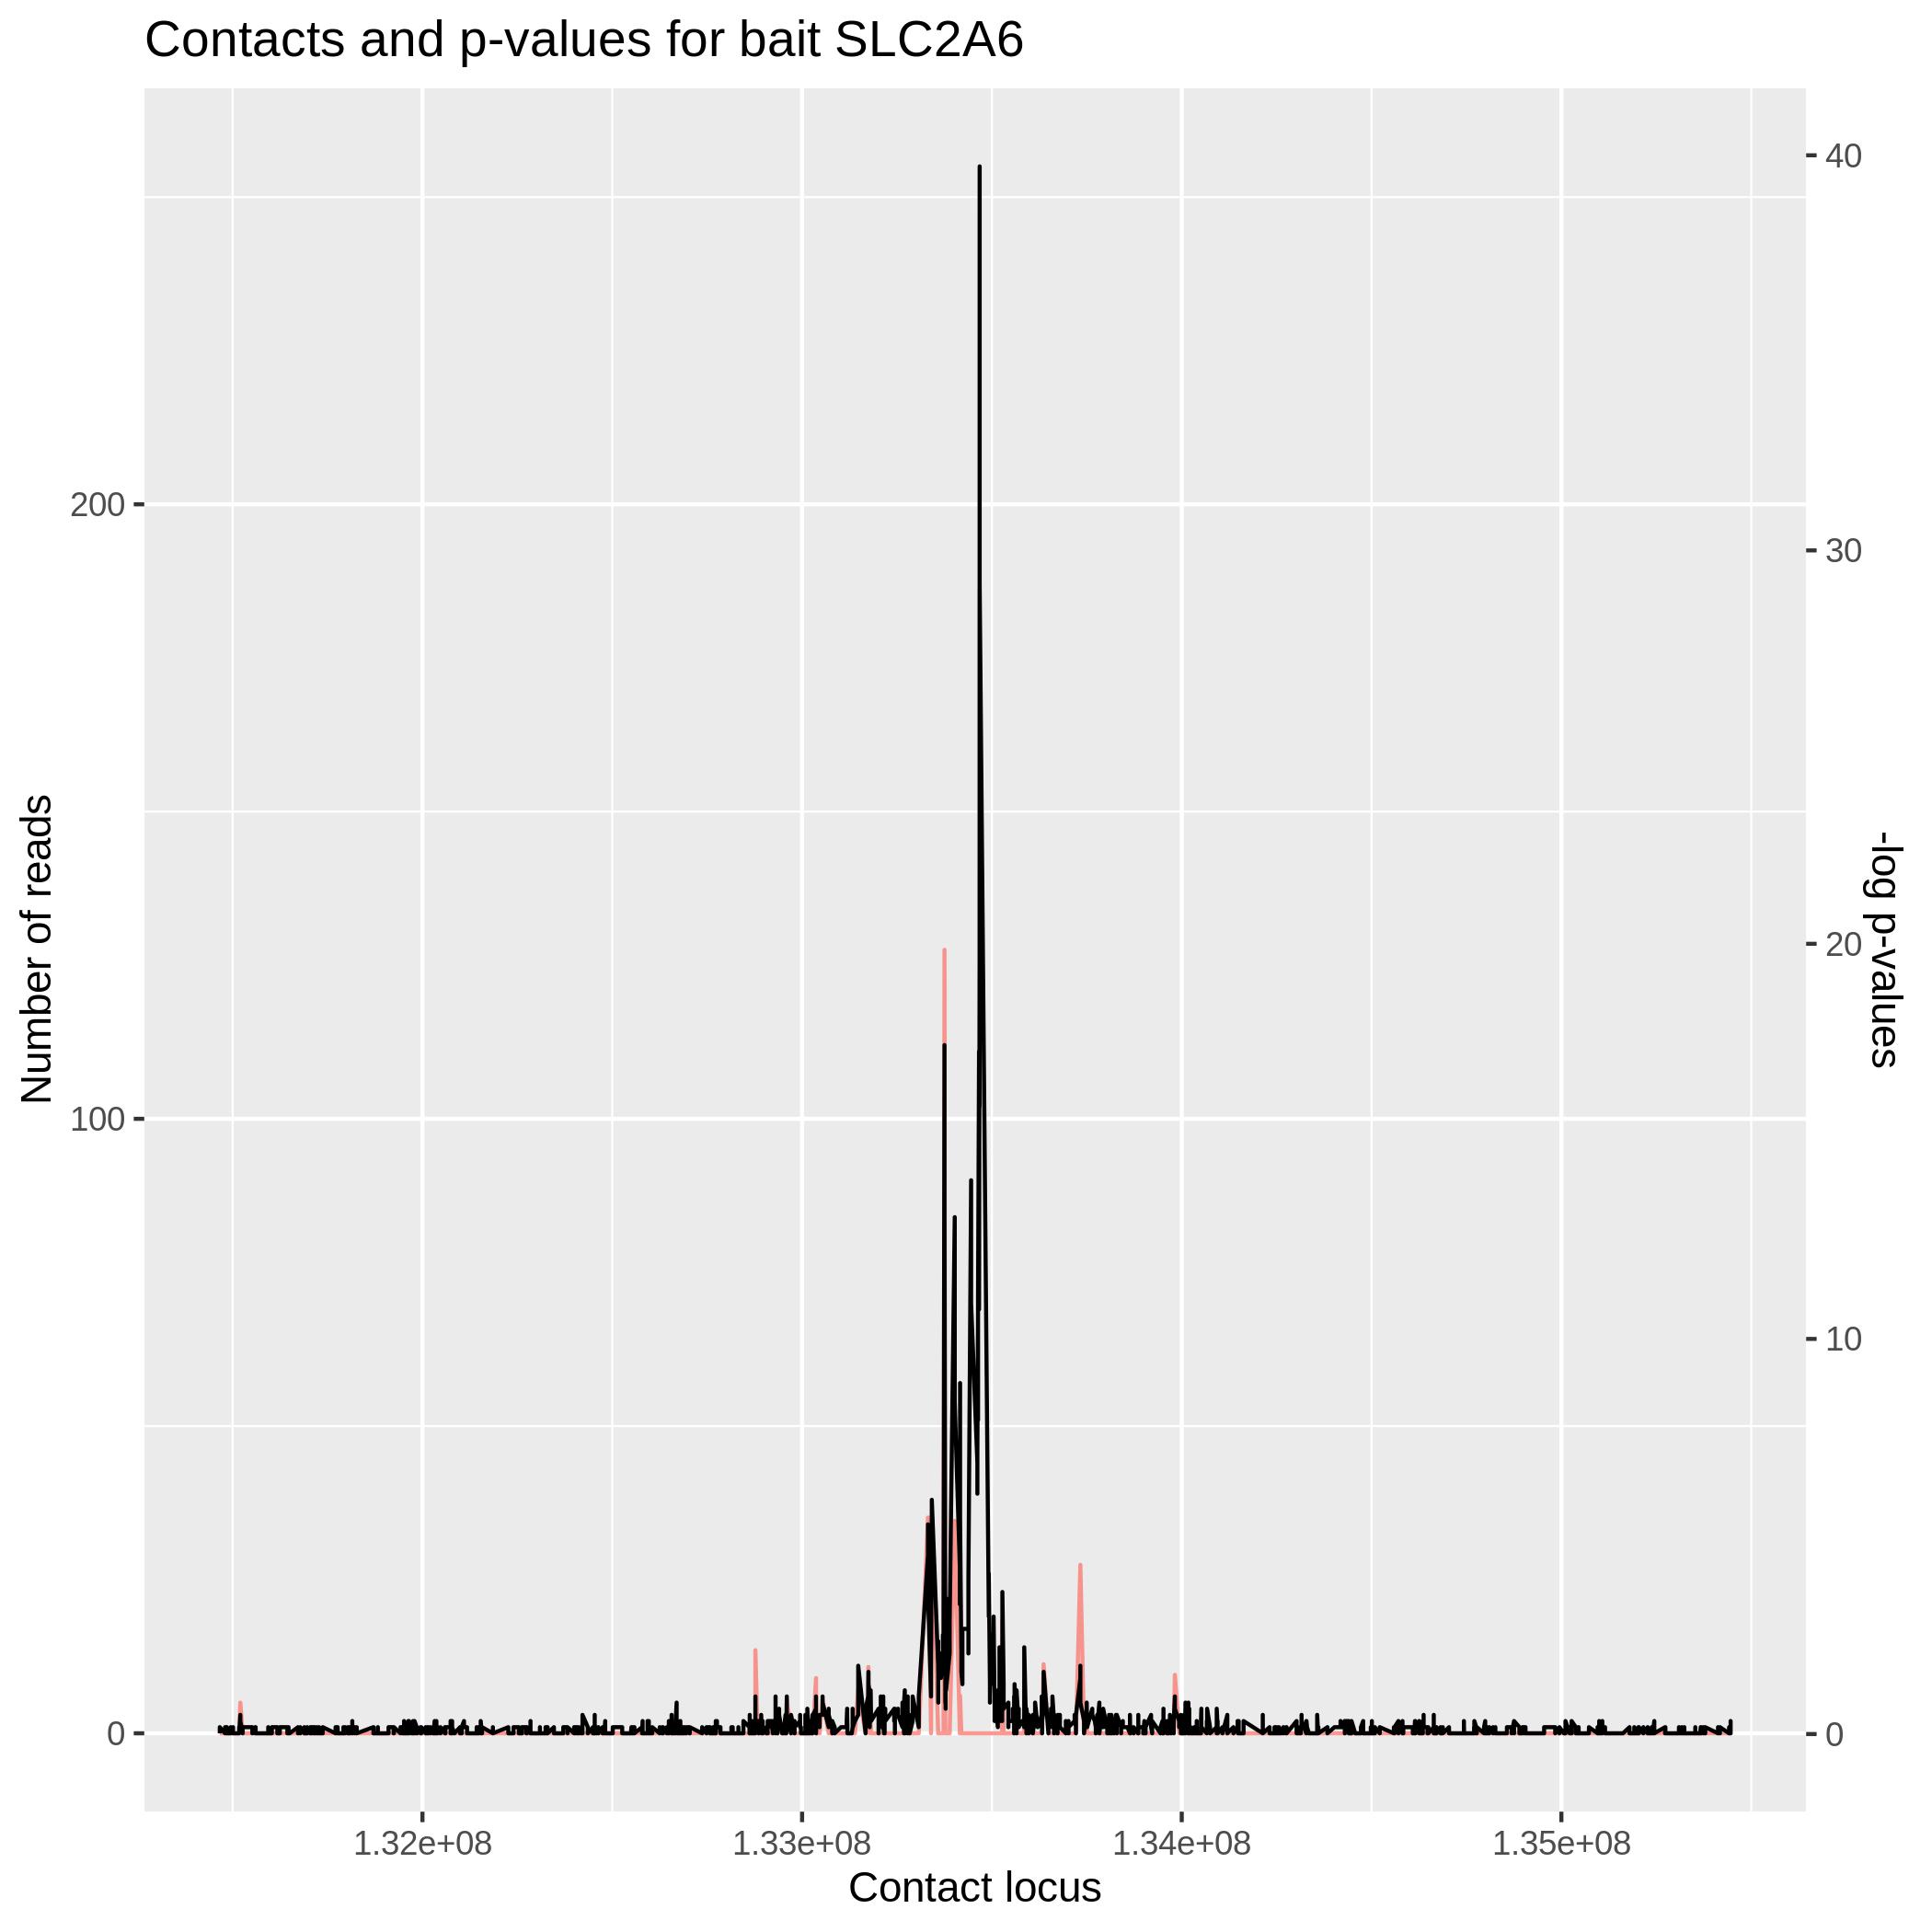 Contacts and p-values for bait SLC2A6
Number of reads
200
100
0
40
30
20
10
0
-log p-values
1.32e+08
1.33e+08
1.34e+08
1.35e+08
Contact locus